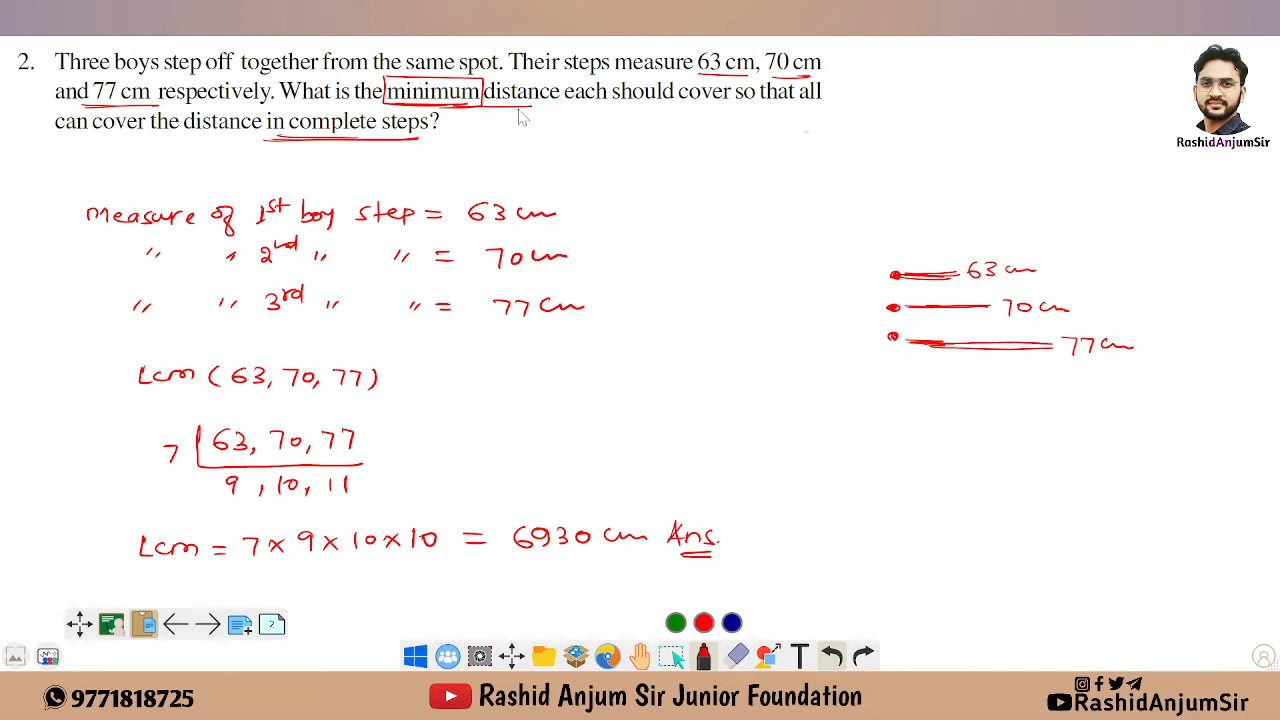 2. Three boys step off together from the same spot. Their steps measure 63 cm, 70 cm
and 77 cm respectively. What is the minimum distance each should cover so that all
can cover the distance in complete steps?
RashidAnjumSir
measure of 1st boy step = 63 cm
" " 2nd " " = 70 cm
" " 3rd " " = 77 cm
63 cm
70 cm
77 cm
Lcm (63, 70, 77)
7 63, 70, 77
9, 10, 11
Lcm = 7 × 9 × 10 × 10 = 6930 cm Ans.
2
T
9771818725
Rashid Anjum Sir Junior Foundation
RashidAnjumSir